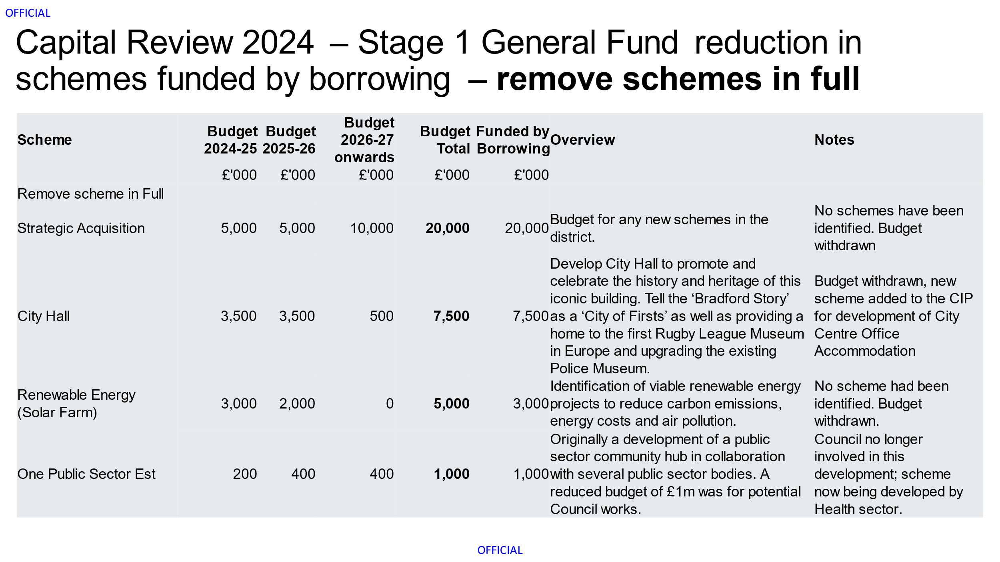 OFFICIAL
Capital Review 2024 – Stage 1 General Fund reduction in
schemes funded by borrowing – remove schemes in full
Scheme
Budget
2024-25
Budget
2025-26
Budget
2026-27
onwards
Budget
Total
Funded by
Borrowing
Overview
Notes
£'000 £'000 £'000 £'000 £'000
Remove scheme in Full
Strategic Acquisition
5,000 5,000 10,000 20,000 20,000
Budget for any new schemes in the
district.
No schemes have been
identified. Budget
withdrawn
City Hall
3,500 3,500 500 7,500 7,500
Develop City Hall to promote and
celebrate the history and heritage of this
iconic building. Tell the ‘Bradford Story’
as a ‘City of Firsts’ as well as providing a
home to the first Rugby League Museum
in Europe and upgrading the existing
Police Museum.
Budget withdrawn, new
scheme added to the CIP
for development of City
Centre Office
Accommodation
Renewable Energy
(Solar Farm)
3,000 2,000 0 5,000 3,000
Identification of viable renewable energy
projects to reduce carbon emissions,
energy costs and air pollution.
No scheme had been
identified. Budget
withdrawn.
One Public Sector Est
200 400 400 1,000 1,000
Originally a development of a public
sector community hub in collaboration
with several public sector bodies. A
reduced budget of £1m was for potential
Council works.
Council no longer
involved in this
development; scheme
now being developed by
Health sector.
OFFICIAL